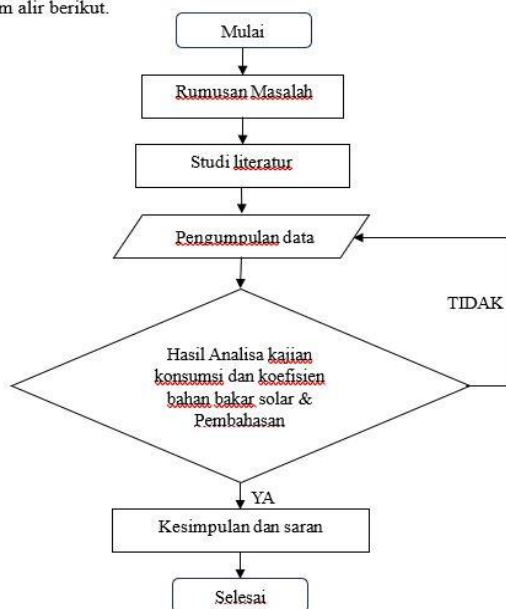 m alir berikut.
Mulai
Rumusan Masalah
Studi literatur
Pengumpulan data
TIDAK
Hasil Analisa kajian
konsumsi dan koefisien
bahan bakar solar &
Pembahasan
YA
Kesimpulan dan saran
Selesai